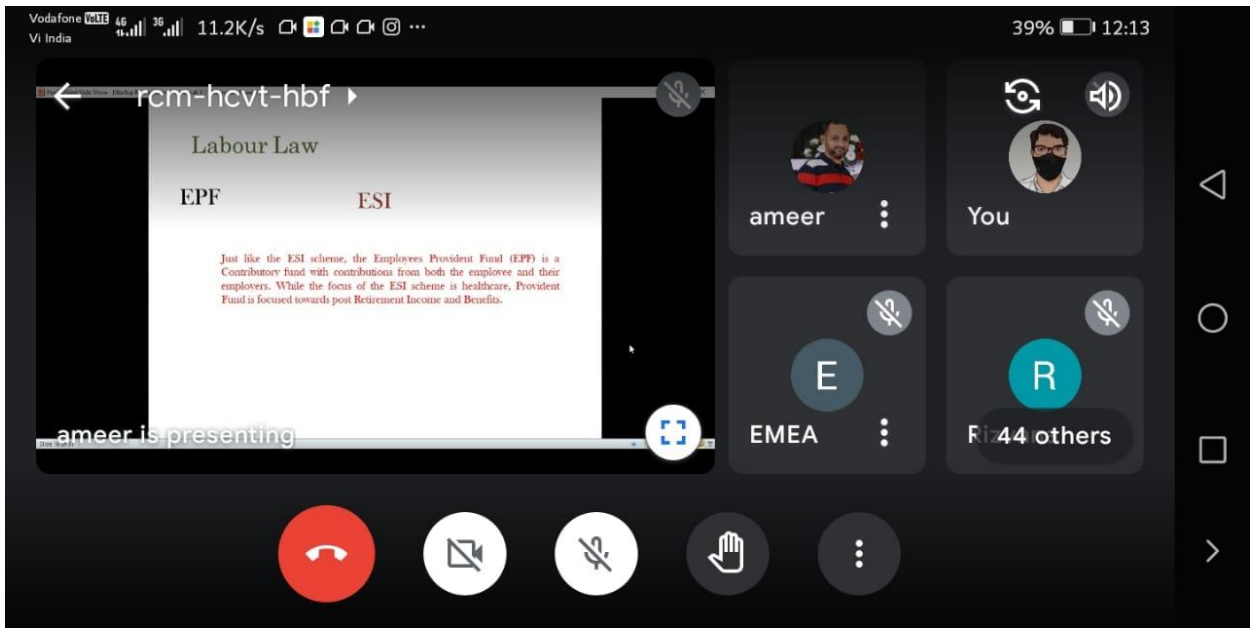 Vodafone VoLTE 4G 3G 11.2K/s ... 39% 12:13
Vi India
rcm-hcvt-hbf
Labour Law
EPF
ESI
Just like the ESI scheme, the Employees Provident Fund (EPF) is a
Contributory fund with contributions from both the employee and their
employers. While the focus of the ESI scheme is healthcare, Provident
Fund is focused towards post Retirement Income and Benefits.
ameer is presenting
ameer
You
E
EMEA
R
44 others